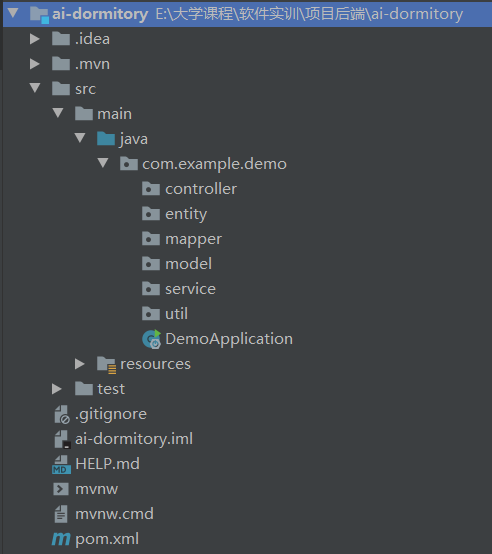 ai-dormitory E:\大学课程\软件实训\项目后端\ai-dormitory
.idea
.mvn
src
main
java
com.example.demo
controller
entity
mapper
model
service
util
DemoApplication
resources
test
.gitignore
ai-dormitory.iml
HELP.md
mvnw
mvnw.cmd
pom.xml